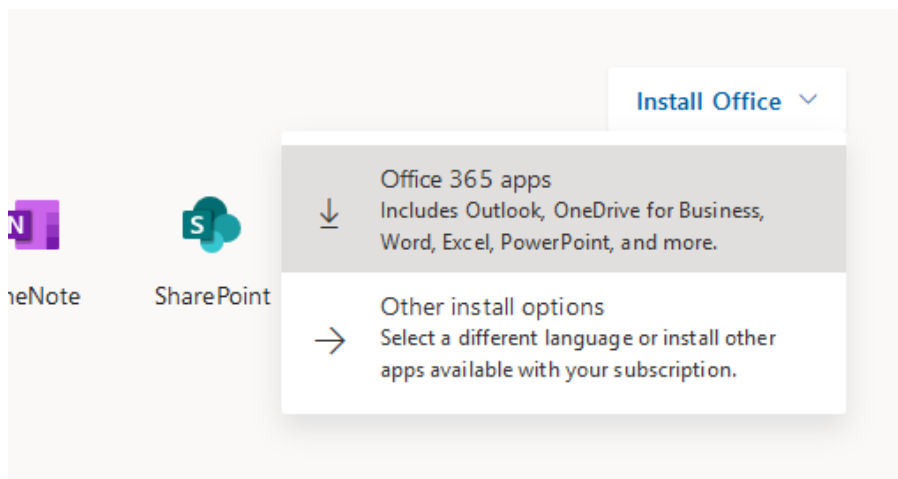 Install Office
Office 365 apps
Includes Outlook, OneDrive for Business,
Word, Excel, PowerPoint, and more.
N
S
neNote
SharePoint
Other install options
Select a different language or install other
apps available with your subscription.